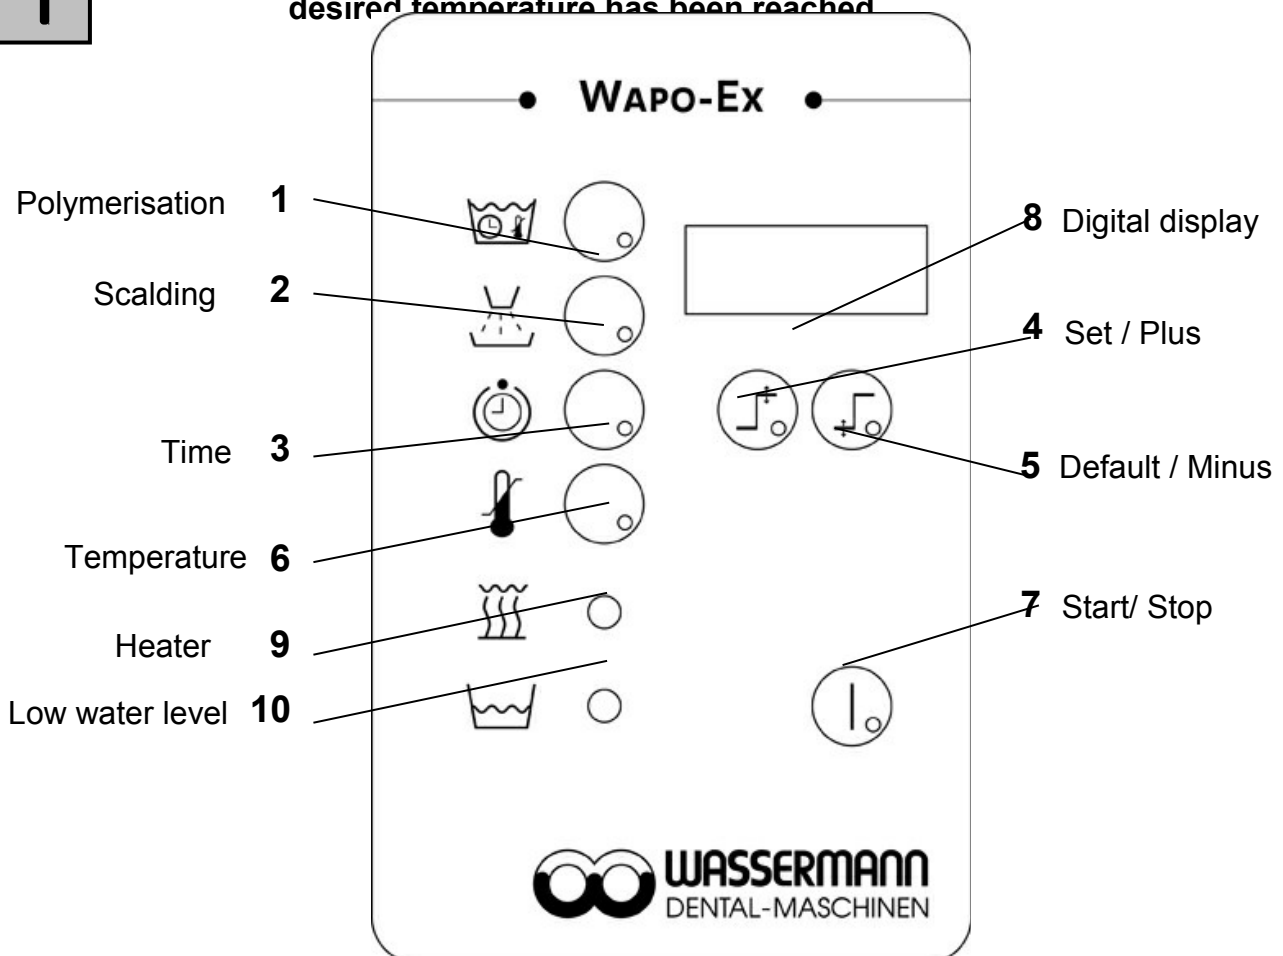 desired temperature has been reached
WAPO-EX
Polymerisation 1
8 Digital display
Scalding 2
4 Set / Plus
Time 3
5 Default / Minus
Temperature 6
7 Start/ Stop
Heater 9
Low water level 10
WASSERMANN
DENTAL-MASCHINEN